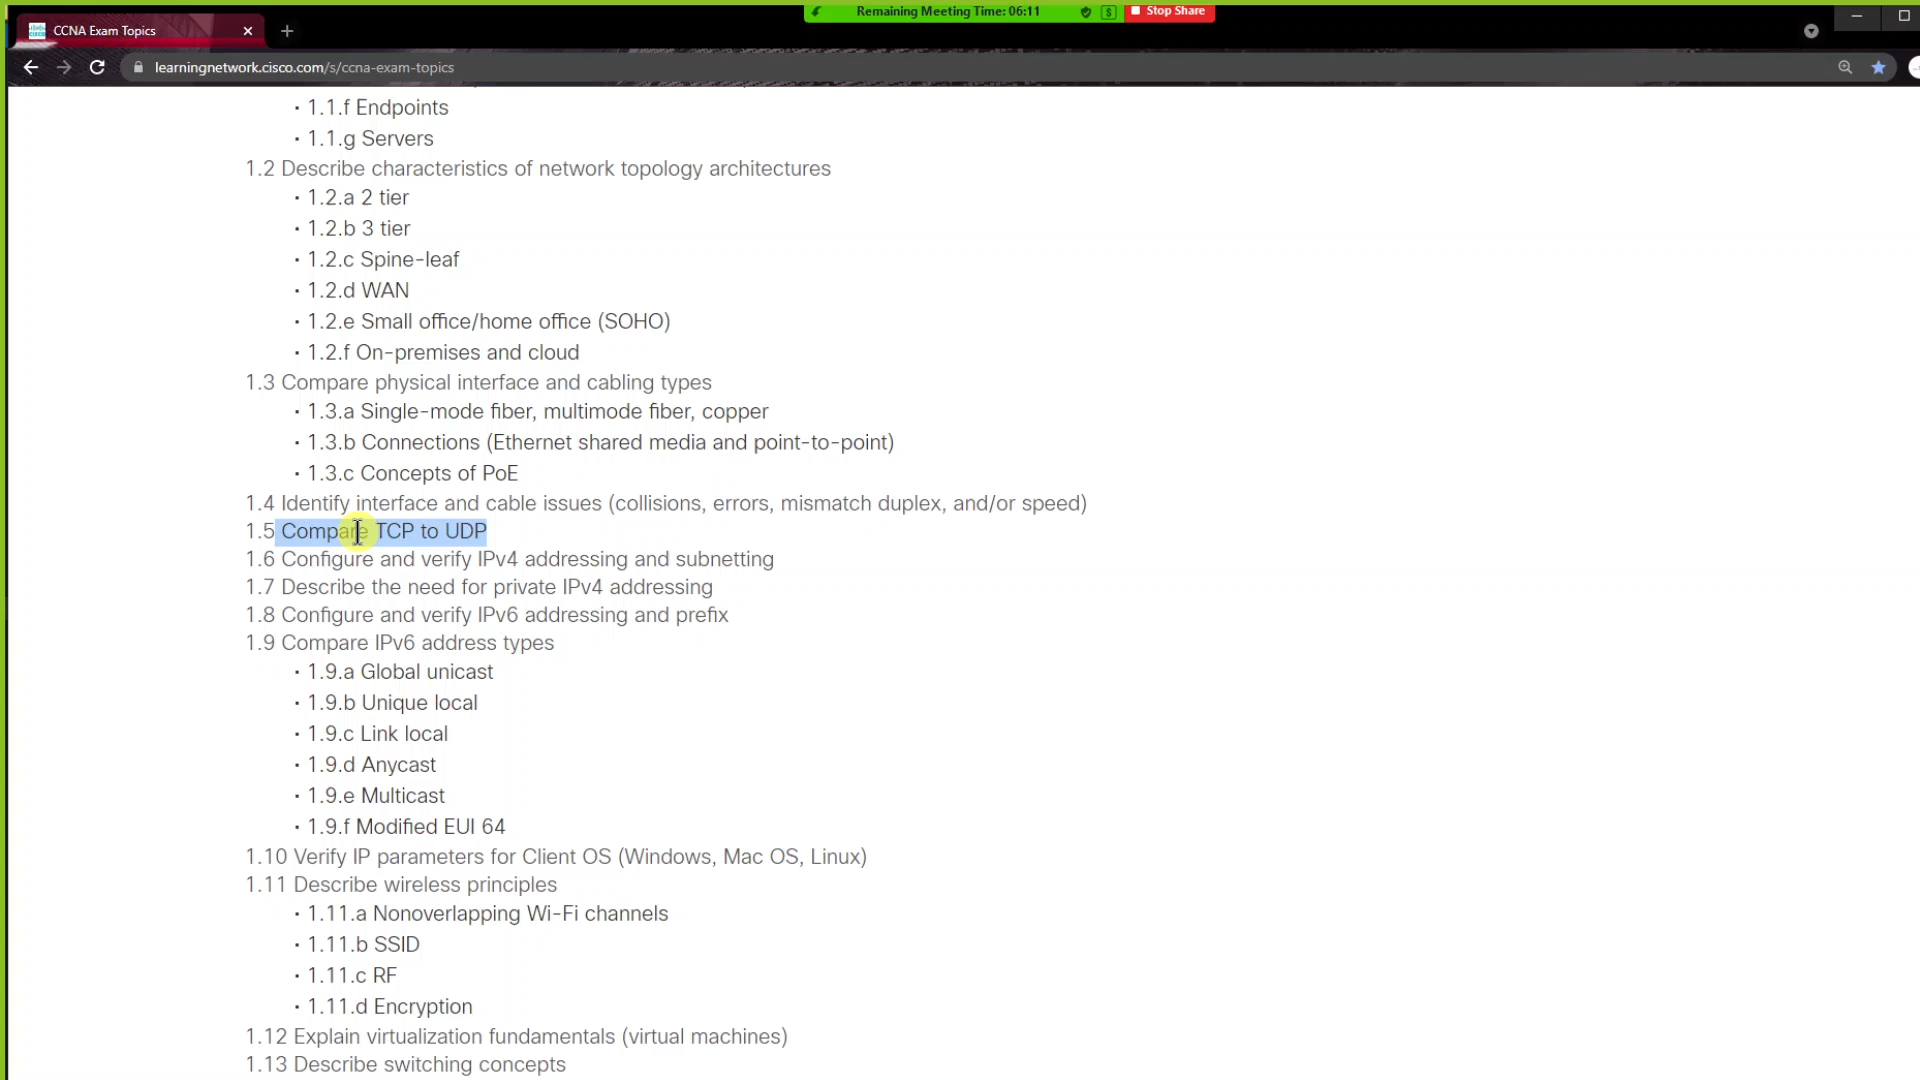 Remaining Meeting Time: 06:11
Stop Share
CCNA Exam Topics
learningnetwork.cisco.com/s/ccna-exam-topics
• 1.1.f Endpoints
• 1.1.g Servers
1.2 Describe characteristics of network topology architectures
• 1.2.a 2 tier
• 1.2.b 3 tier
• 1.2.c Spine-leaf
• 1.2.d WAN
• 1.2.e Small office/home office (SOHO)
• 1.2.f On-premises and cloud
1.3 Compare physical interface and cabling types
• 1.3.a Single-mode fiber, multimode fiber, copper
• 1.3.b Connections (Ethernet shared media and point-to-point)
• 1.3.c Concepts of PoE
1.4 Identify interface and cable issues (collisions, errors, mismatch duplex, and/or speed)
1.5 Compare TCP to UDP
1.6 Configure and verify IPv4 addressing and subnetting
1.7 Describe the need for private IPv4 addressing
1.8 Configure and verify IPv6 addressing and prefix
1.9 Compare IPv6 address types
• 1.9.a Global unicast
• 1.9.b Unique local
• 1.9.c Link local
• 1.9.d Anycast
• 1.9.e Multicast
• 1.9.f Modified EUI 64
1.10 Verify IP parameters for Client OS (Windows, Mac OS, Linux)
1.11 Describe wireless principles
• 1.11.a Nonoverlapping Wi-Fi channels
• 1.11.b SSID
• 1.11.c RF
• 1.11.d Encryption
1.12 Explain virtualization fundamentals (virtual machines)
1.13 Describe switching concepts